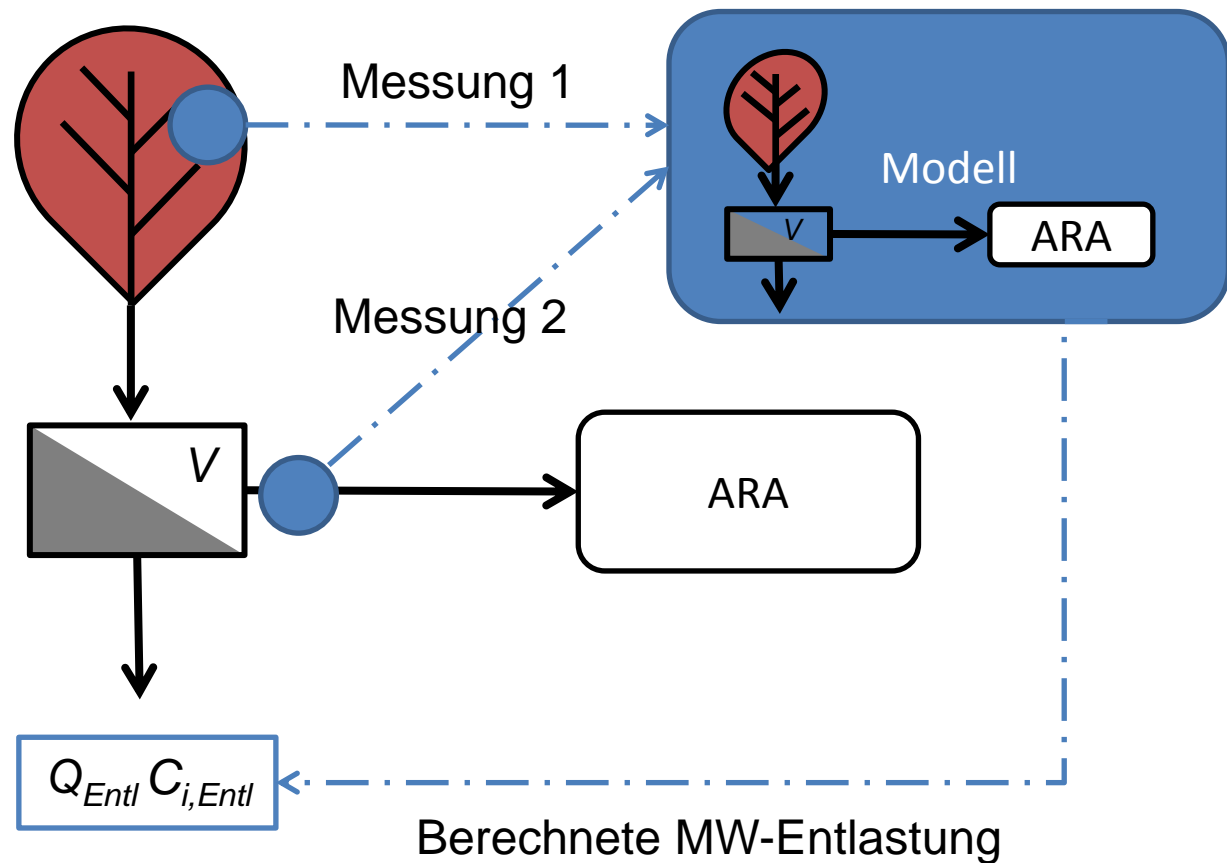 Messung 1
V
Modell
ARA
Messung 2
V
ARA
Q_Entl C_i,Entl
Berechnete MW-Entlastung